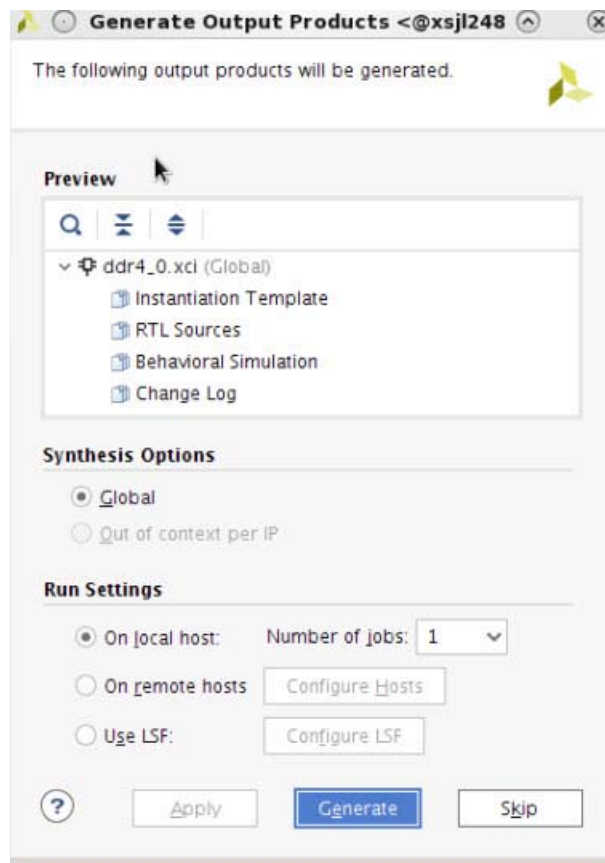 Generate Output Products <@xsjl248
The following output products will be generated.
Preview
ddr4_0.xci (Global)
Instantiation Template
RTL Sources
Behavioral Simulation
Change Log
Synthesis Options
Global
Out of context per IP
Run Settings
On local host: Number of jobs: 1
On remote hosts Configure Hosts
Use LSF: Configure LSF
? Apply Generate Skip